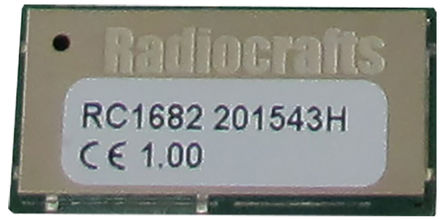 Radiocrafts
RC1682 201543H
CE 1.00